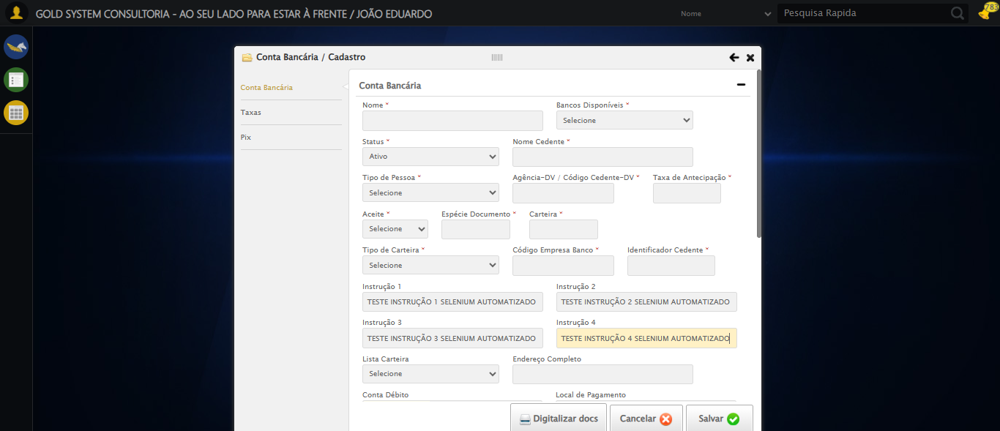 GOLD SYSTEM CONSULTORIA - AO SEU LADO PARA ESTAR À FRENTE / JOÃO EDUARDO
Nome
Pesquisa Rapida
783
Conta Bancária / Cadastro
Conta Bancária
Taxas
Pix
Conta Bancária
Nome *
Bancos Disponíveis *
Selecione
Status *
Nome Cedente *
Ativo
Tipo de Pessoa *
Agência-DV / Código Cedente-DV *
Taxa de Antecipação *
Selecione
Aceite *
Espécie Documento *
Carteira *
Selecione
Tipo de Carteira *
Código Empresa Banco *
Identificador Cedente *
Selecione
Instrução 1
Instrução 2
TESTE INSTRUÇÃO 1 SELENIUM AUTOMATIZADO
TESTE INSTRUÇÃO 2 SELENIUM AUTOMATIZADO
Instrução 3
Instrução 4
TESTE INSTRUÇÃO 3 SELENIUM AUTOMATIZADO
TESTE INSTRUÇÃO 4 SELENIUM AUTOMATIZADO
Lista Carteira
Endereço Completo
Selecione
Conta Débito
Local de Pagamento
Digitalizar docs
Cancelar
Salvar